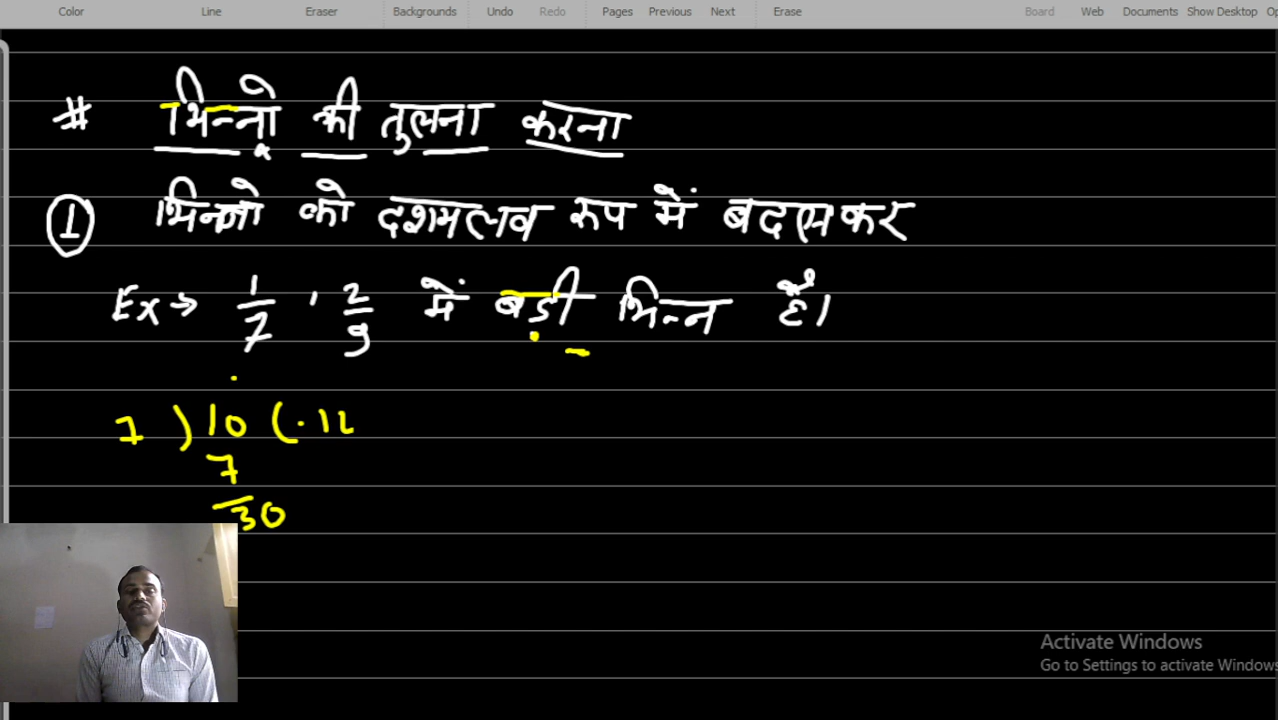 Color Line Eraser Backgrounds Undo Redo Pages Previous Next Erase Board Web Documents Show Desktop Op
# भिन्नो की तुलना करना
① भिन्नो को दशमलव रुप में बदलकर
Ex → 1/7 , 2/9 में बडी भिन्न है।
7 ) 10 ( .12
7
30
Activate Windows
Go to Settings to activate Windows